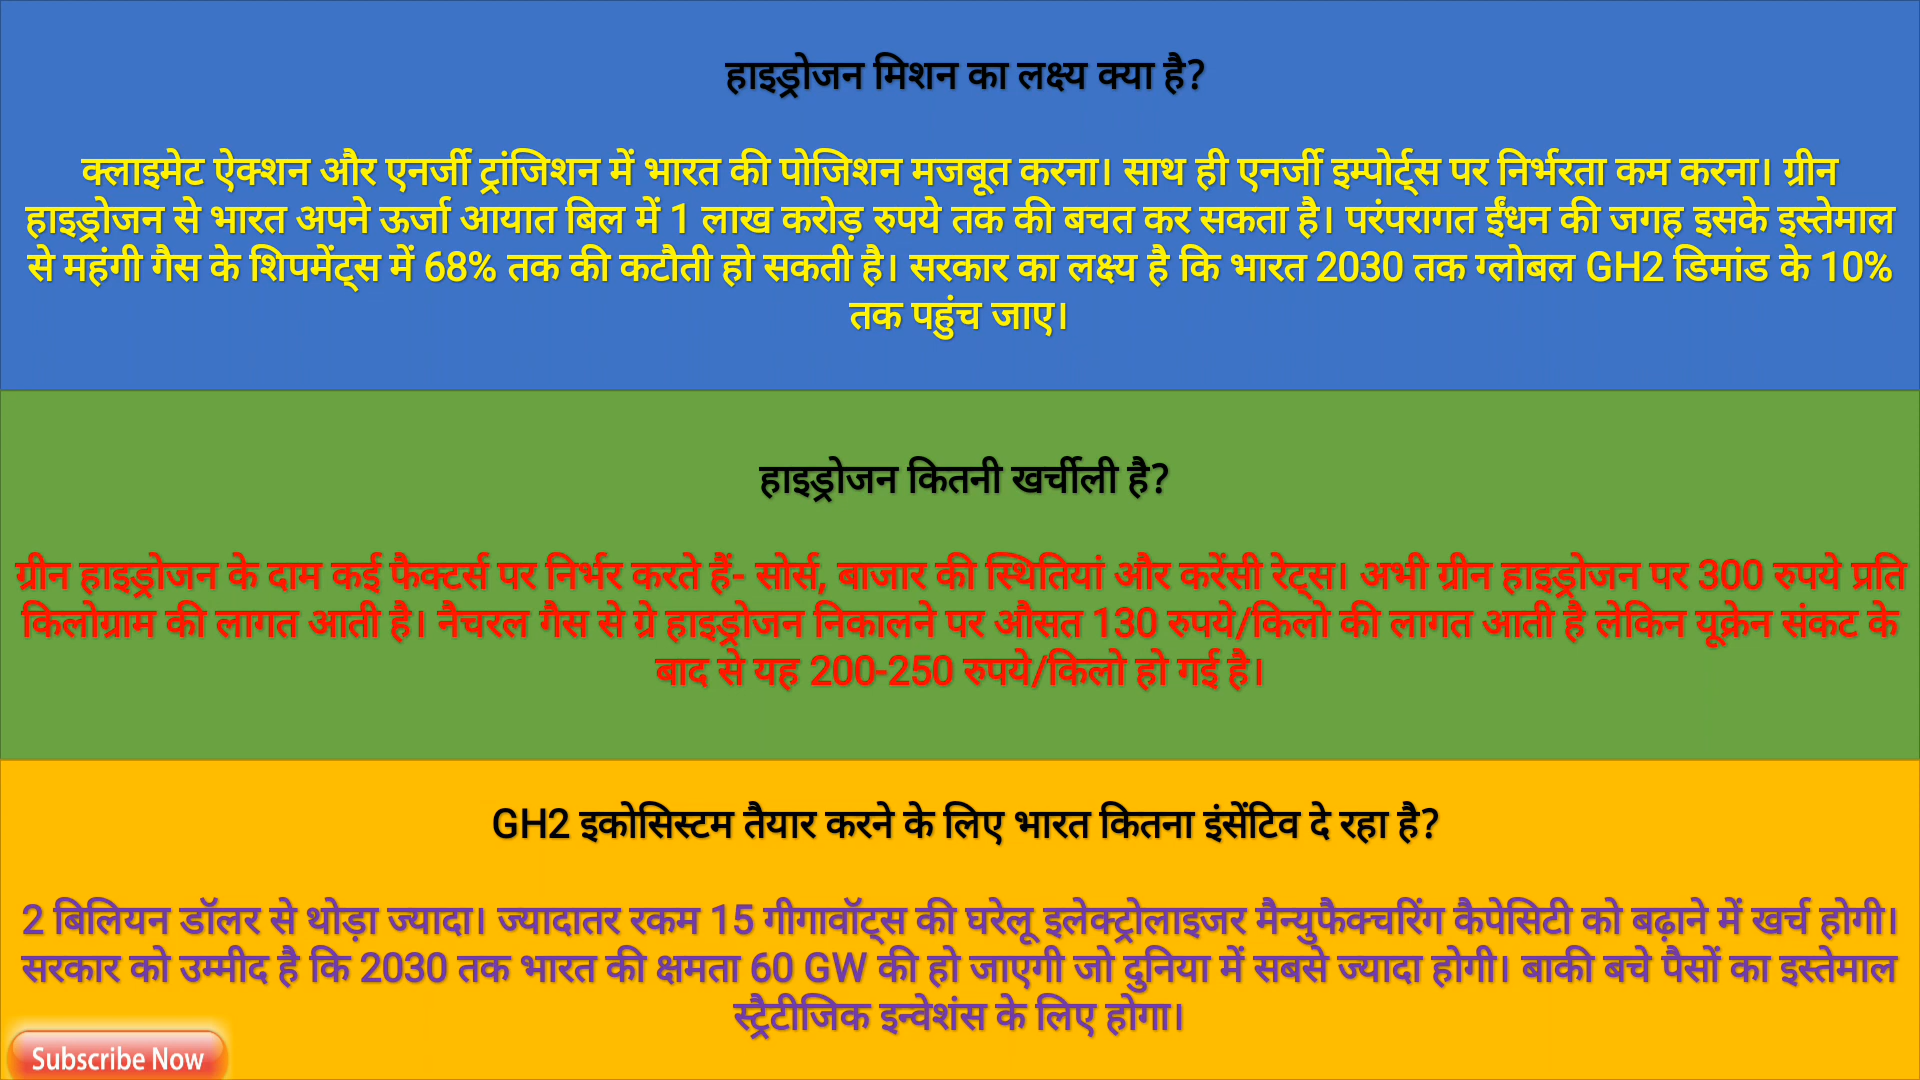 हाइड्रोजन मिशन का लक्ष्य क्या है?
क्लाइमेट ऐक्शन और एनर्जी ट्रांजिशन में भारत की पोजिशन मजबूत करना। साथ ही एनर्जी इम्पोर्ट्स पर निर्भरता कम करना। ग्रीन
हाइड्रोजन से भारत अपने ऊर्जा आयात बिल में 1 लाख करोड़ रुपये तक की बचत कर सकता है। परंपरागत ईंधन की जगह इसके इस्तेमाल
से महंगी गैस के शिपमेंट्स में 68% तक की कटौती हो सकती है। सरकार का लक्ष्य है कि भारत 2030 तक ग्लोबल GH2 डिमांड के 10%
तक पहुंच जाए।
हाइड्रोजन कितनी खर्चीली है?
ग्रीन हाइड्रोजन के दाम कई फैक्टर्स पर निर्भर करते हैं- सोर्स, बाजार की स्थितियां और करेंसी रेट्स। अभी ग्रीन हाइड्रोजन पर 300 रुपये प्रति
किलोग्राम की लागत आती है। नैचरल गैस से ग्रे हाइड्रोजन निकालने पर औसत 130 रुपये/किलो की लागत आती है लेकिन यूक्रेन संकट के
बाद से यह 200-250 रुपये/किलो हो गई है।
GH2 इकोसिस्टम तैयार करने के लिए भारत कितना इंसेंटिव दे रहा है?
2 बिलियन डॉलर से थोड़ा ज्यादा। ज्यादातर रकम 15 गीगावॉट्स की घरेलू इलेक्ट्रोलाइजर मैन्युफैक्चरिंग कैपेसिटी को बढ़ाने में खर्च होगी।
सरकार को उम्मीद है कि 2030 तक भारत की क्षमता 60 GW की हो जाएगी जो दुनिया में सबसे ज्यादा होगी। बाकी बचे पैसों का इस्तेमाल
स्ट्रैटीजिक इन्वेशंस के लिए होगा।
Subscribe Now